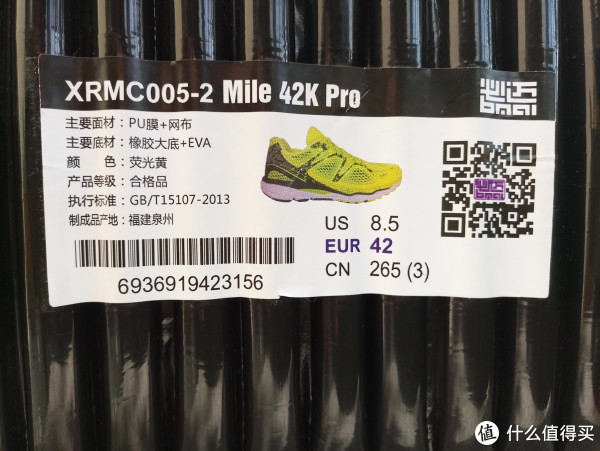 XRMC005-2 Mile 42K Pro
主要面材：PU膜+网布
主要底材：橡胶大底+EVA
颜 色：荧光黄
产品等级：合格品
执行标准：GB/T15107-2013
制成品产地：福建泉州
US 8.5
EUR 42
CN 265 (3)
6936919423156
值 什么值得买